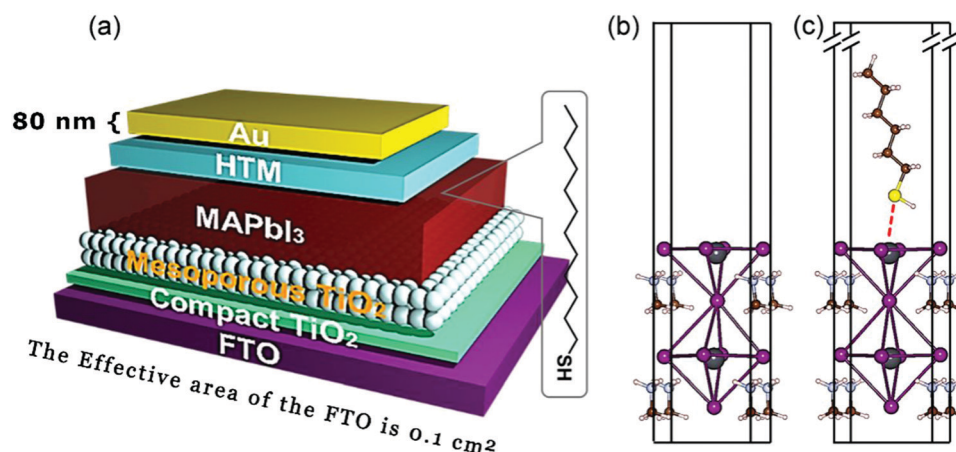 (a)
(b)
(c)
80 nm {
Au
HTM
MAPbI₃
Mesoporous TiO₂
Compact TiO₂
FTO
HS
The Effective area of the FTO is 0.1 cm²